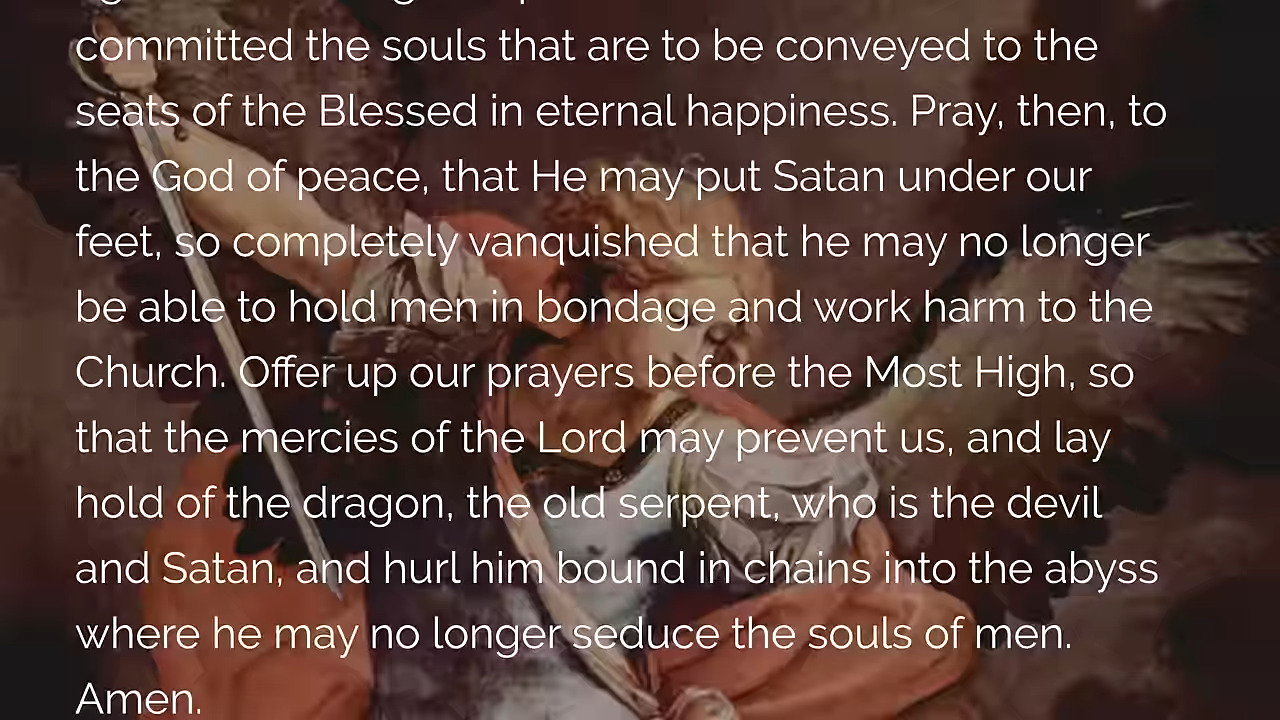 committed the souls that are to be conveyed to the
seats of the Blessed in eternal happiness. Pray, then, to
the God of peace, that He may put Satan under our
feet, so completely vanquished that he may no longer
be able to hold men in bondage and work harm to the
Church. Offer up our prayers before the Most High, so
that the mercies of the Lord may prevent us, and lay
hold of the dragon, the old serpent, who is the devil
and Satan, and hurl him bound in chains into the abyss
where he may no longer seduce the souls of men.
Amen.